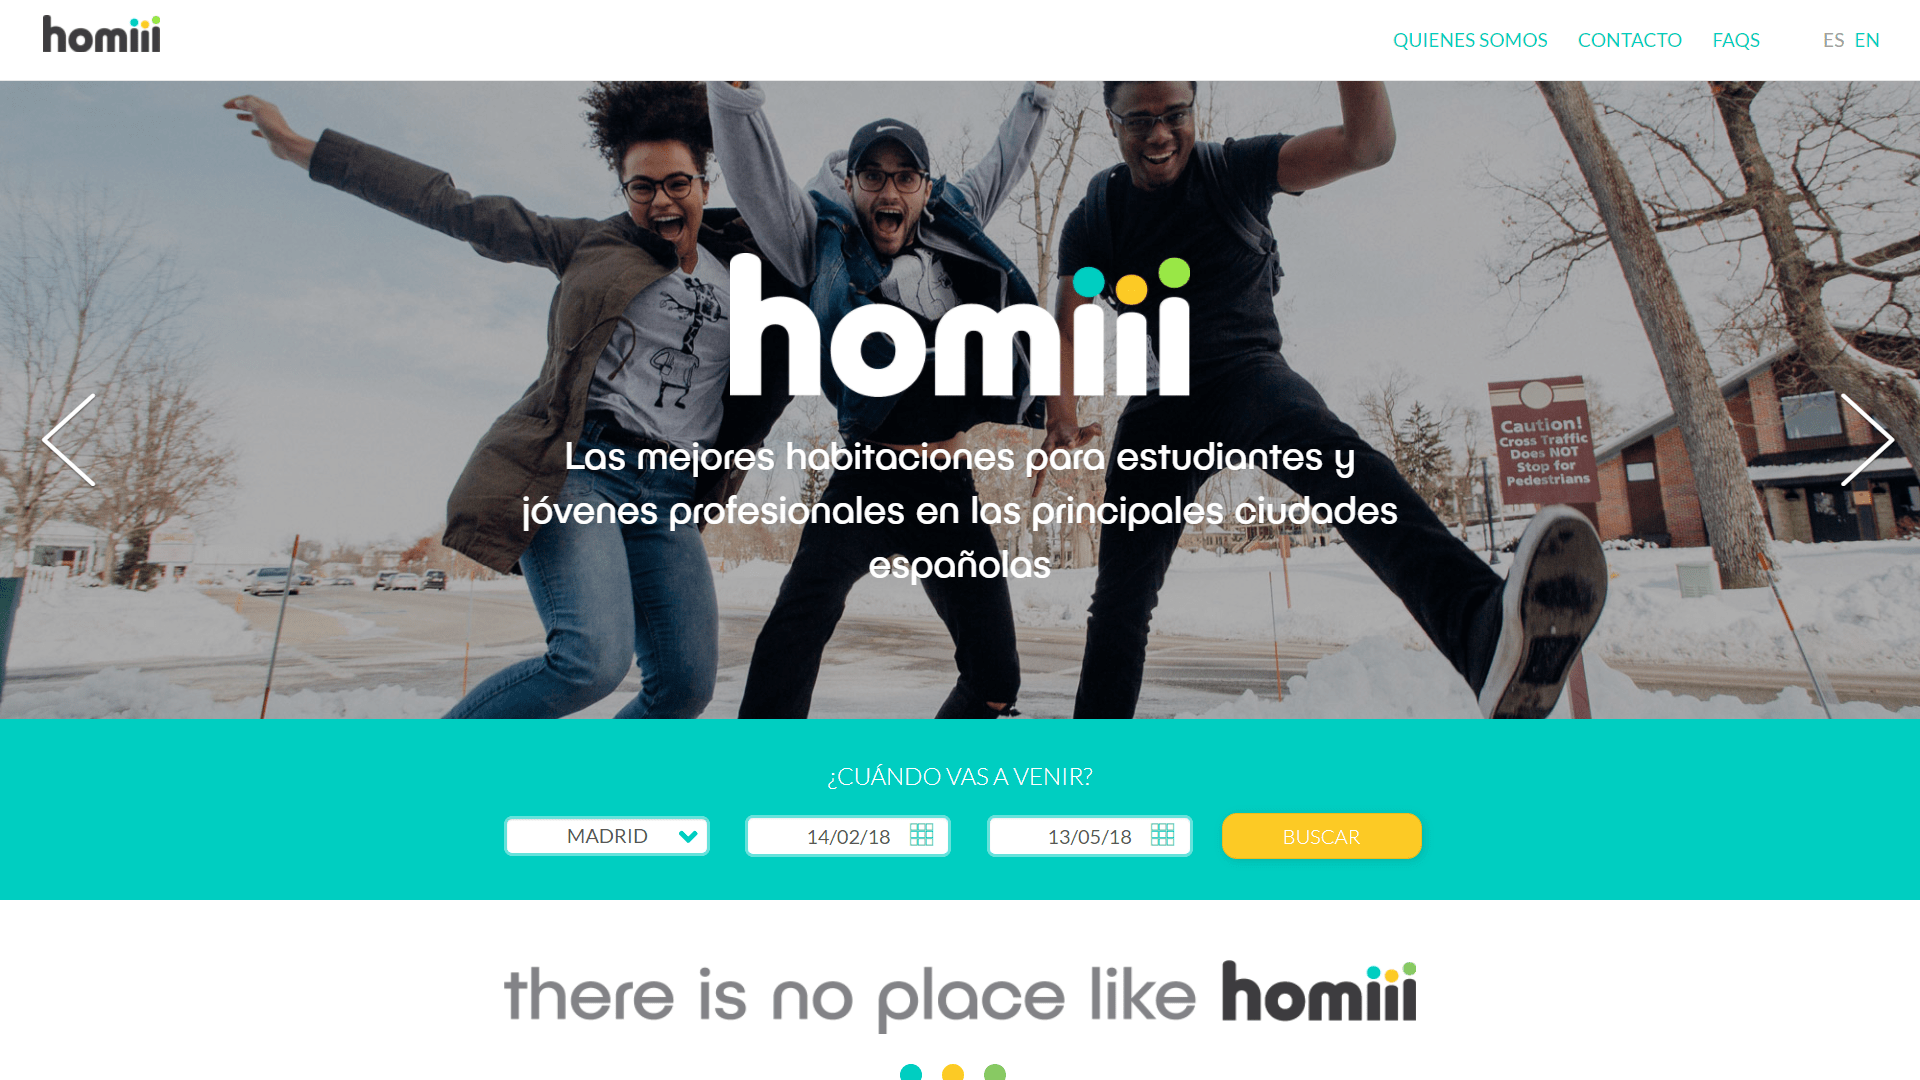 homiii
QUIENES SOMOS CONTACTO FAQS ES EN
homiii
Las mejores habitaciones para estudiantes y
jóvenes profesionales en las principales ciudades
españolas
Caution!
Cross Traffic
Does NOT
Stop for
Pedestrians
¿CUÁNDO VAS A VENIR?
MADRID 14/02/18 13/05/18 BUSCAR
there is no place like homiii